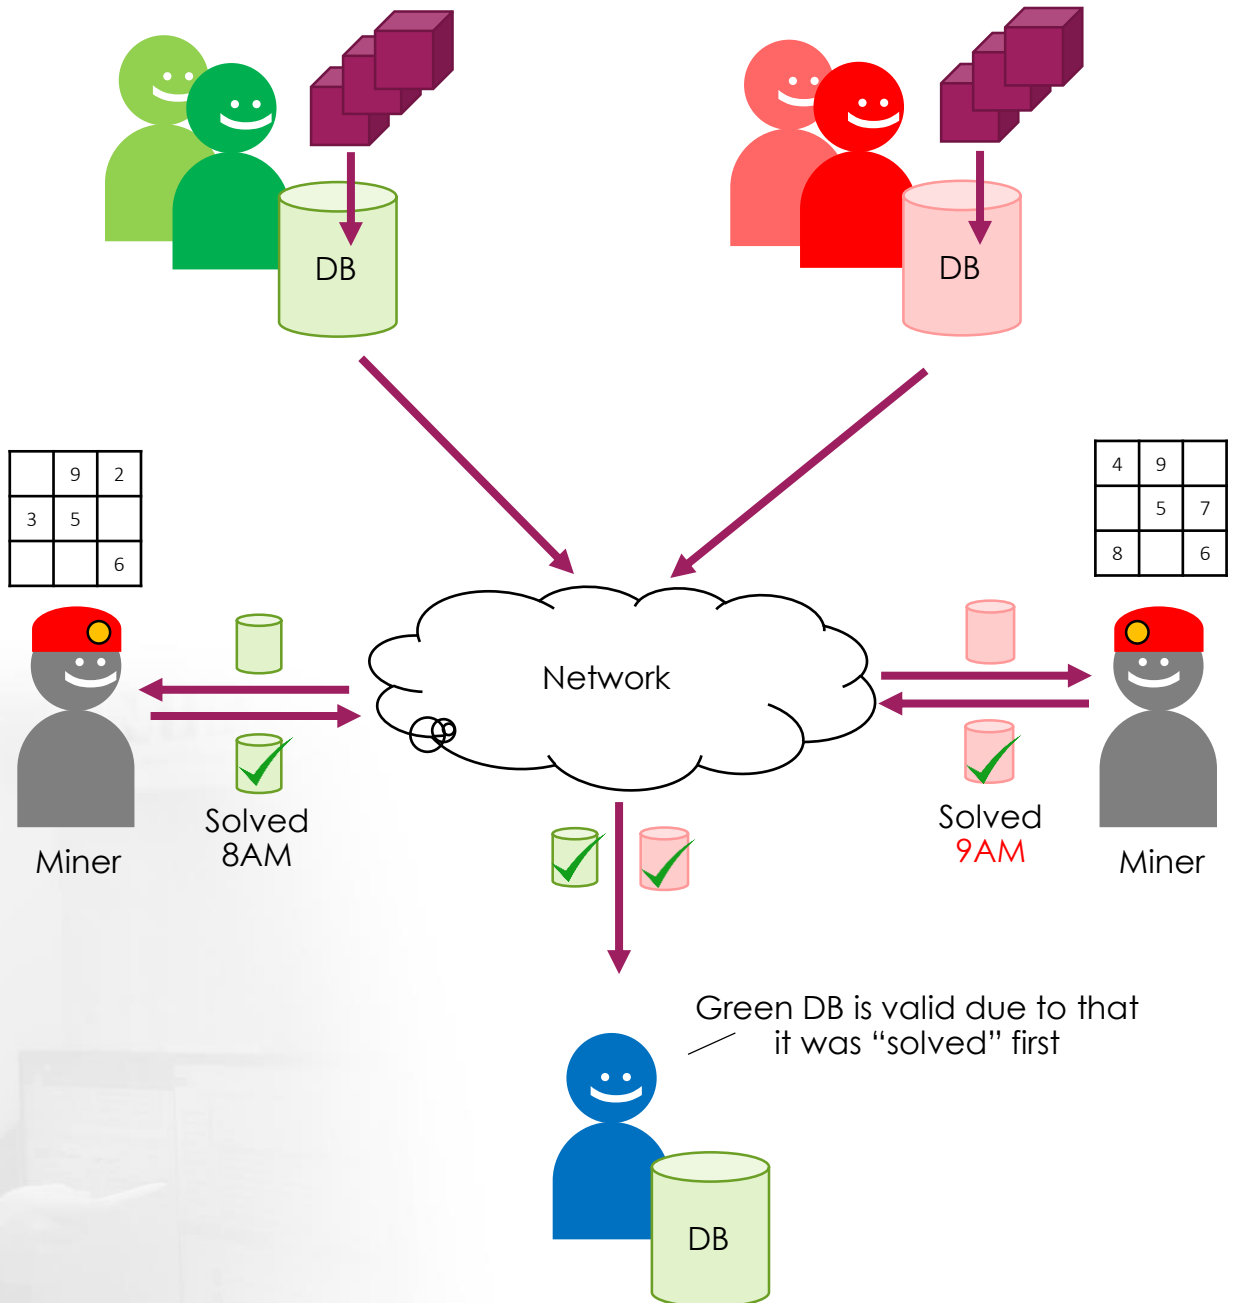 DB
DB
9 2
3 5
6
4 9
5 7
8 6
Network
Solved
8AM
Miner
Solved
9AM
Miner
Green DB is valid due to that
it was “solved” first
DB